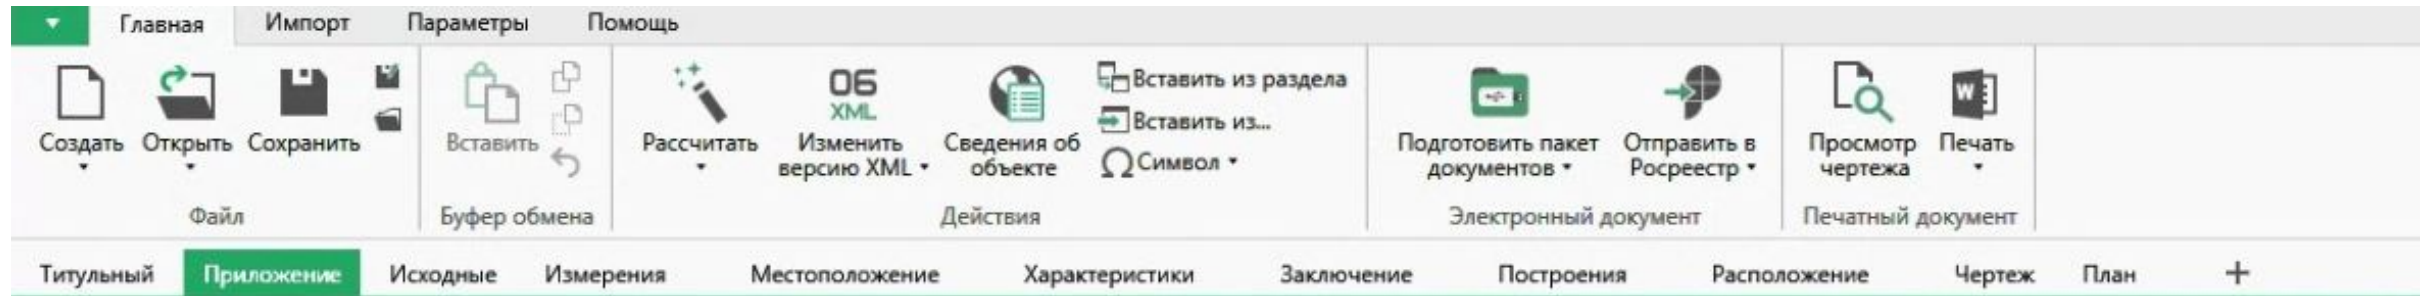 Главная Импорт Параметры Помощь
Создать Открыть Сохранить
Файл
Вставить
Буфер обмена
Рассчитать
06
XML
Изменить
версию XML
Сведения об
объекте
Вставить из раздела
Вставить из...
Символ
Действия
Подготовить пакет
документов
Отправить в
Росреестр
Электронный документ
Просмотр
чертежа
W
Печать
Печатный документ
Титульный Приложение Исходные Измерения Местоположение Характеристики Заключение Построения Расположение Чертеж План +